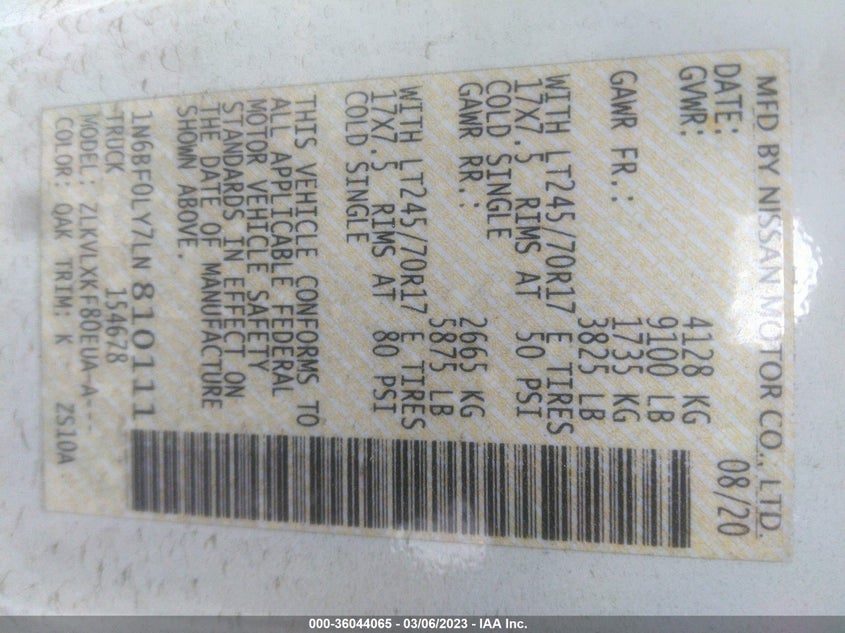 MFD BY NISSAN MOTOR CO., LTD.
DATE: 08/20
GVWR: 4128 KG
9100 LB
GAWR FR.: 1735 KG
3825 LB
WITH LT245/70R17 E TIRES
17X7.5 RIMS AT 50 PSI
COLD SINGLE
GAWR RR.: 2665 KG
5875 LB
WITH LT245/70R17 E TIRES
17X7.5 RIMS AT 80 PSI
COLD SINGLE
THIS VEHICLE CONFORMS TO
ALL APPLICABLE FEDERAL
MOTOR VEHICLE SAFETY
STANDARDS IN EFFECT ON
THE DATE OF MANUFACTURE
SHOWN ABOVE.
1N6BF0LY7LN810111
TRUCK 154678
MODEL: ZLKVLXKF80EUA-A---
COLOR: QAK TRIM: K ZS10A
000-36044065 - 03/06/2023 - IAA Inc.